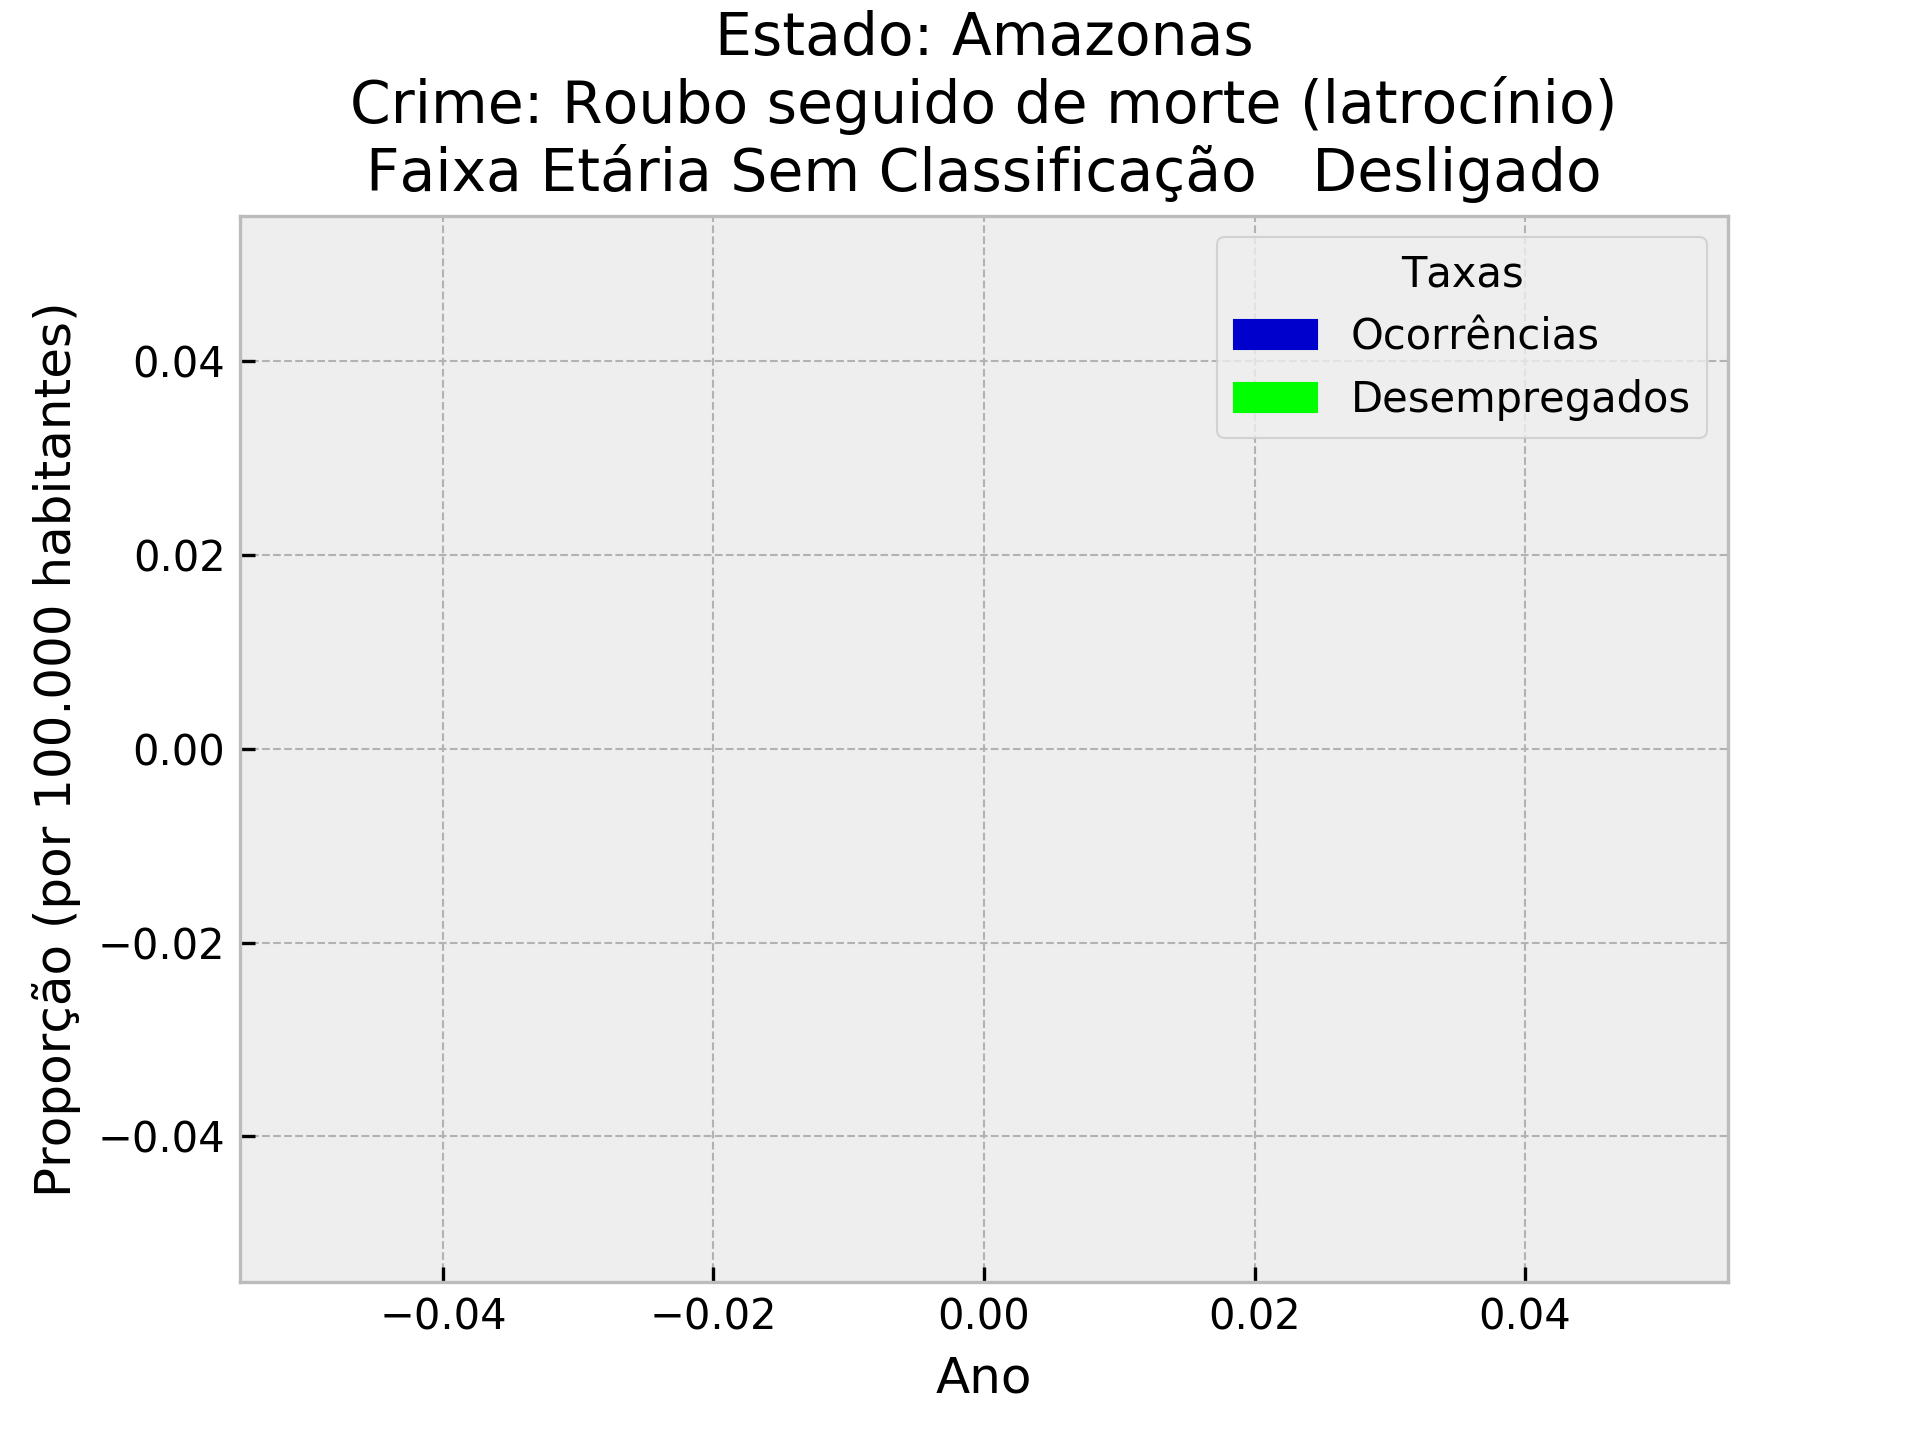 Estado: Amazonas
Crime: Roubo seguido de morte (latrocínio)
Faixa Etária Sem Classificação   Desligado
Taxas
Ocorrências
Desempregados
Proporção (por 100.000 habitantes)
0.04
0.02
0.00
−0.02
−0.04
−0.04
−0.02
0.00
0.02
0.04
Ano